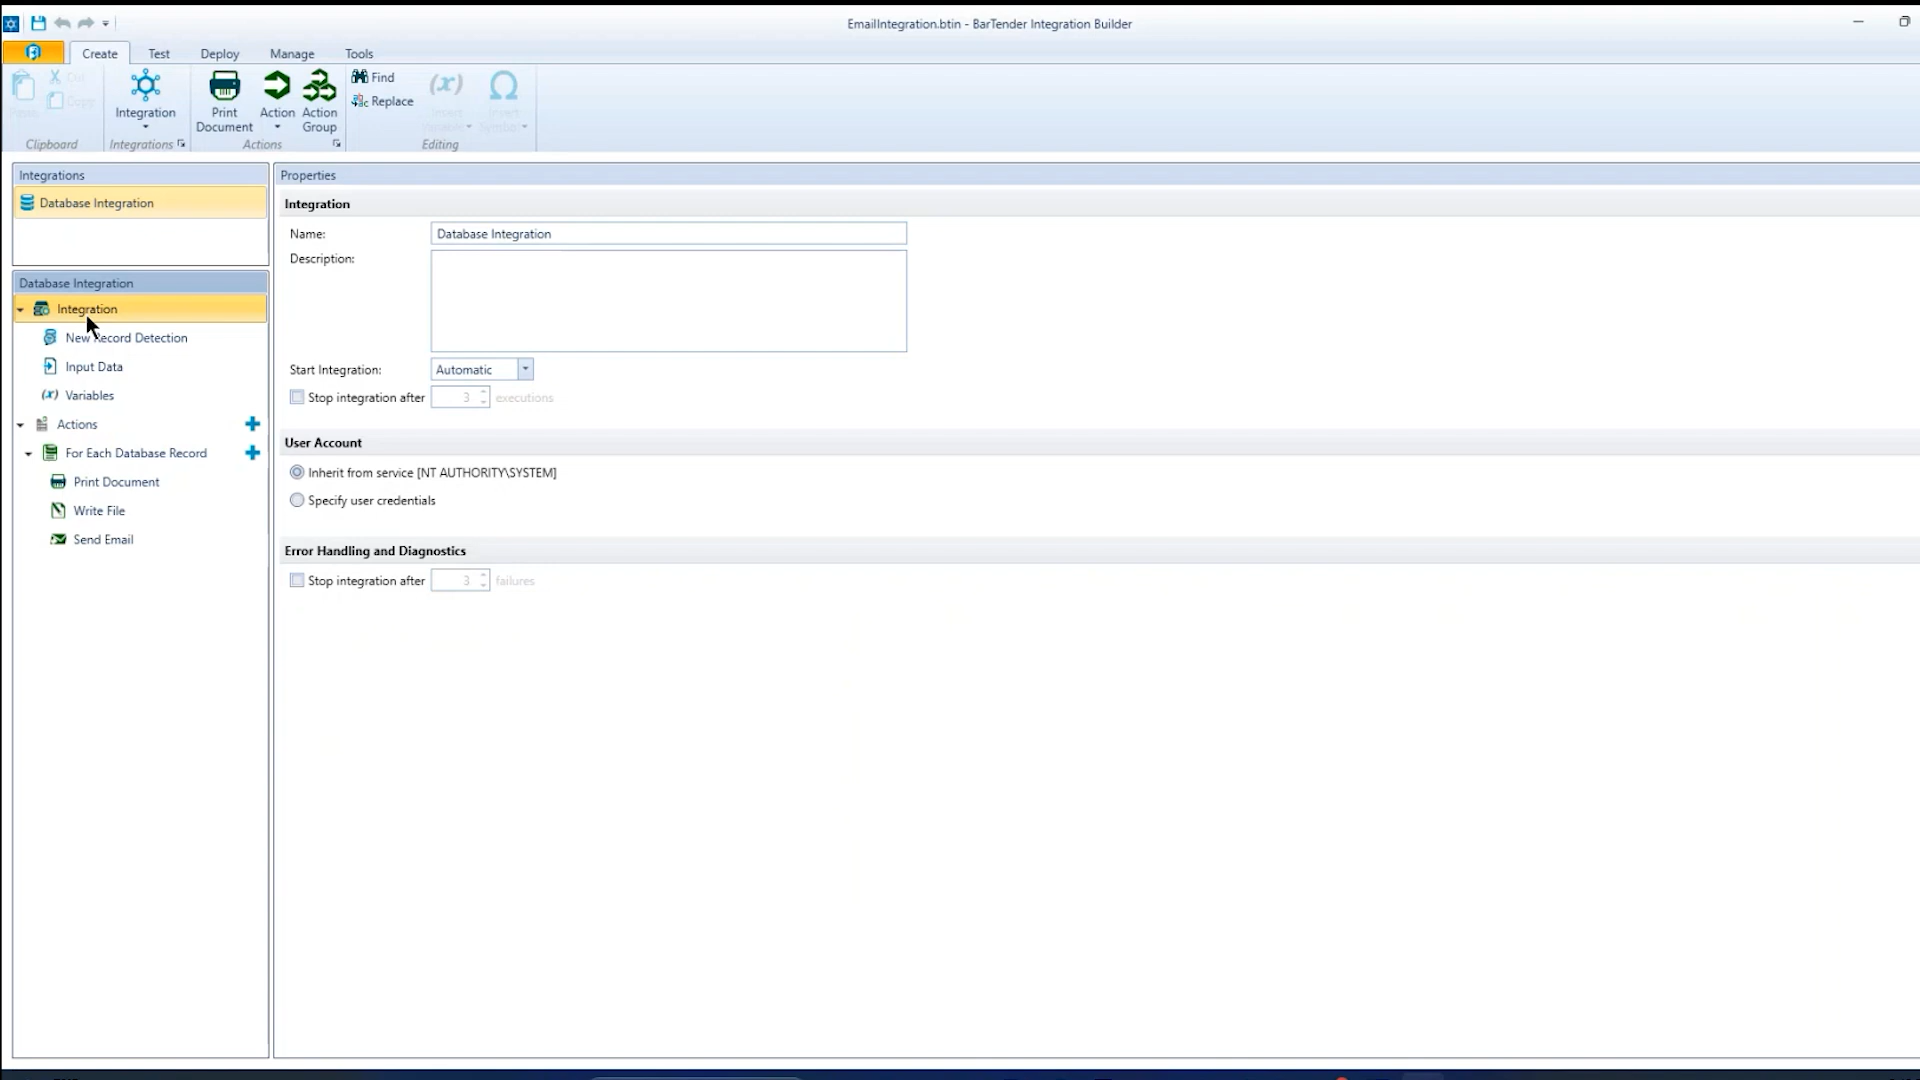 EmailIntegration.btin - BarTender Integration Builder
Create Test Deploy Manage Tools
Cut
Copy
Integration
Print Document
Action
Action Group
Find
Replace
Clipboard Integrations Actions Editing
Integrations
Database Integration
Database Integration
Integration
New Record Detection
Input Data
(x) Variables
Actions
For Each Database Record
Print Document
Write File
Send Email
Properties
Integration
Name: Database Integration
Description:
Start Integration: Automatic
Stop integration after 3 executions
User Account
Inherit from service [NT AUTHORITY\SYSTEM]
Specify user credentials
Error Handling and Diagnostics
Stop integration after 3 failures